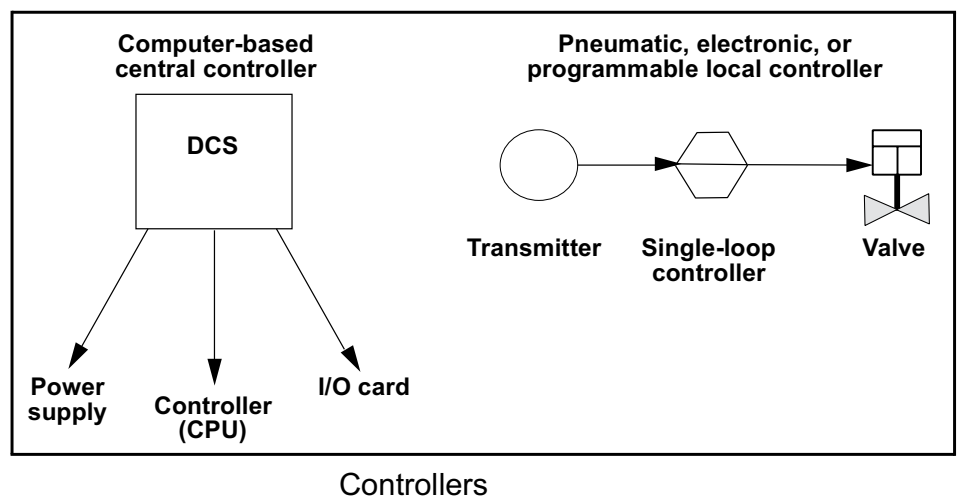 Computer-based
central controller
DCS
Power
supply
Controller
(CPU)
I/O card
Pneumatic, electronic, or
programmable local controller
Transmitter
Single-loop
controller
Valve
Controllers